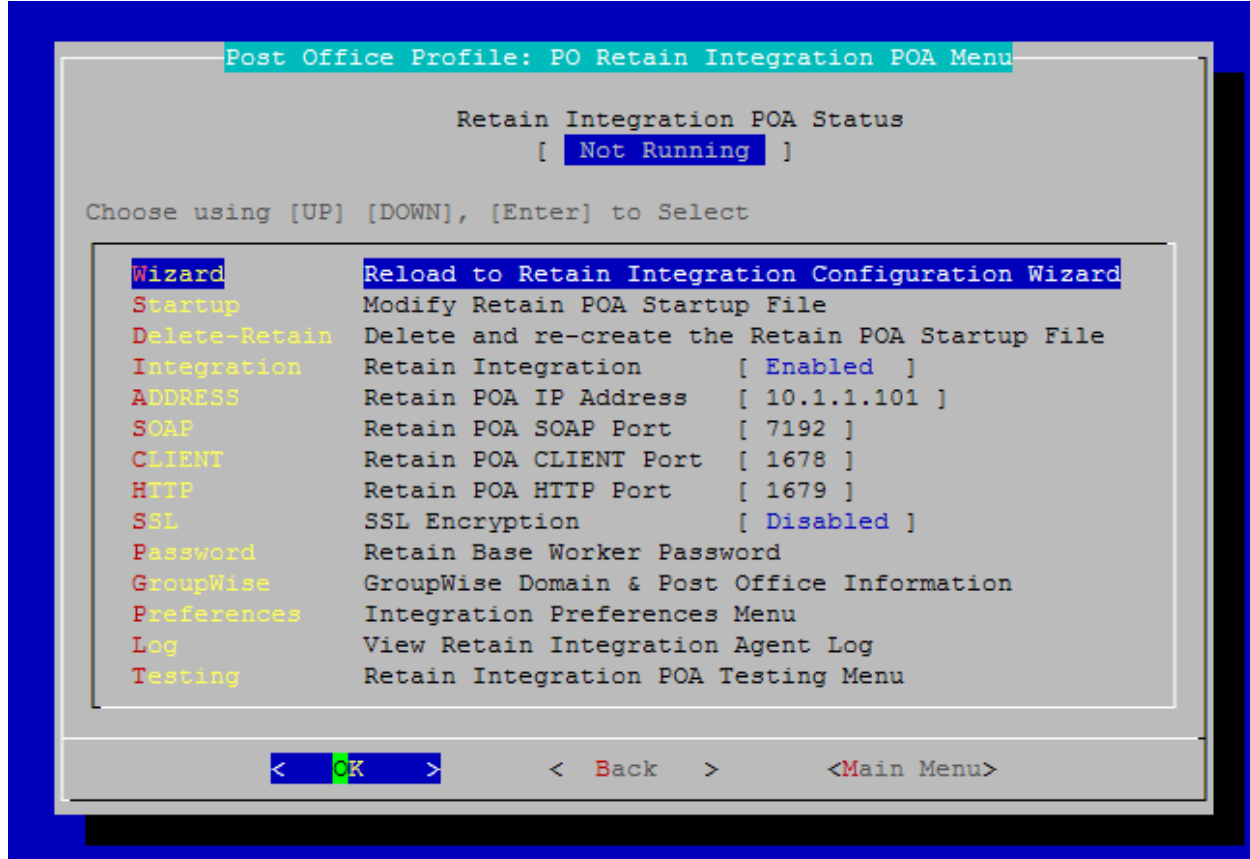 Post Office Profile: PO Retain Integration POA Menu
Retain Integration POA Status
[ Not Running ]
Choose using [UP] [DOWN], [Enter] to Select
Wizard Reload to Retain Integration Configuration Wizard
Startup Modify Retain POA Startup File
Delete-Retain Delete and re-create the Retain POA Startup File
Integration Retain Integration [ Enabled ]
ADDRESS Retain POA IP Address [ 10.1.1.101 ]
SOAP Retain POA SOAP Port [ 7192 ]
CLIENT Retain POA CLIENT Port [ 1678 ]
HTTP Retain POA HTTP Port [ 1679 ]
SSL SSL Encryption [ Disabled ]
Password Retain Base Worker Password
GroupWise GroupWise Domain & Post Office Information
Preferences Integration Preferences Menu
Log View Retain Integration Agent Log
Testing Retain Integration POA Testing Menu
< OK > < Back > <Main Menu>